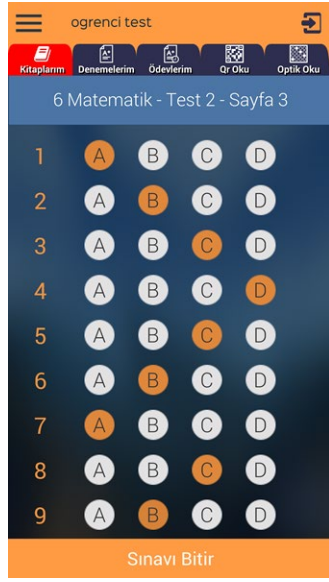 ogrenci test
Kitaplarım Denemelerim Ödevlerim Qr Oku Optik Oku
6 Matematik - Test 2 - Sayfa 3
1 A B C D
2 A B C D
3 A B C D
4 A B C D
5 A B C D
6 A B C D
7 A B C D
8 A B C D
9 A B C D
Sınavı Bitir